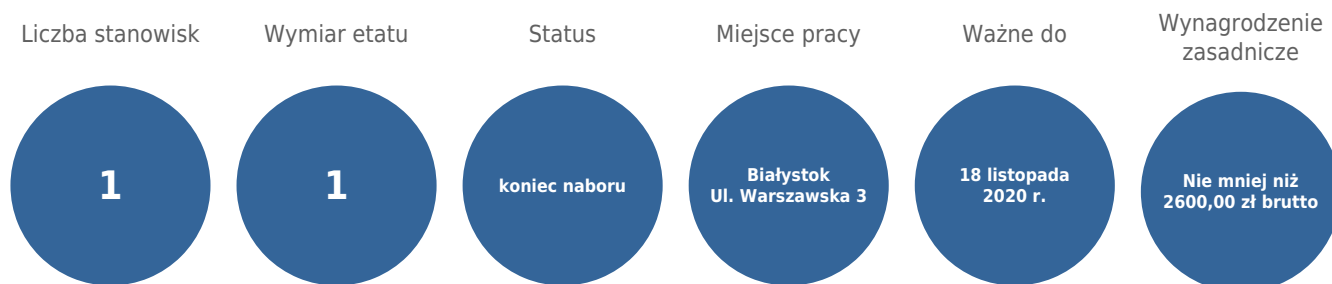 Liczba stanowisk
1
Wymiar etatu
1
Status
koniec naboru
Miejsce pracy
Białystok
Ul. Warszawska 3
Ważne do
18 listopada
2020 r.
Wynagrodzenie
zasadnicze
Nie mniej niż
2600,00 zł brutto